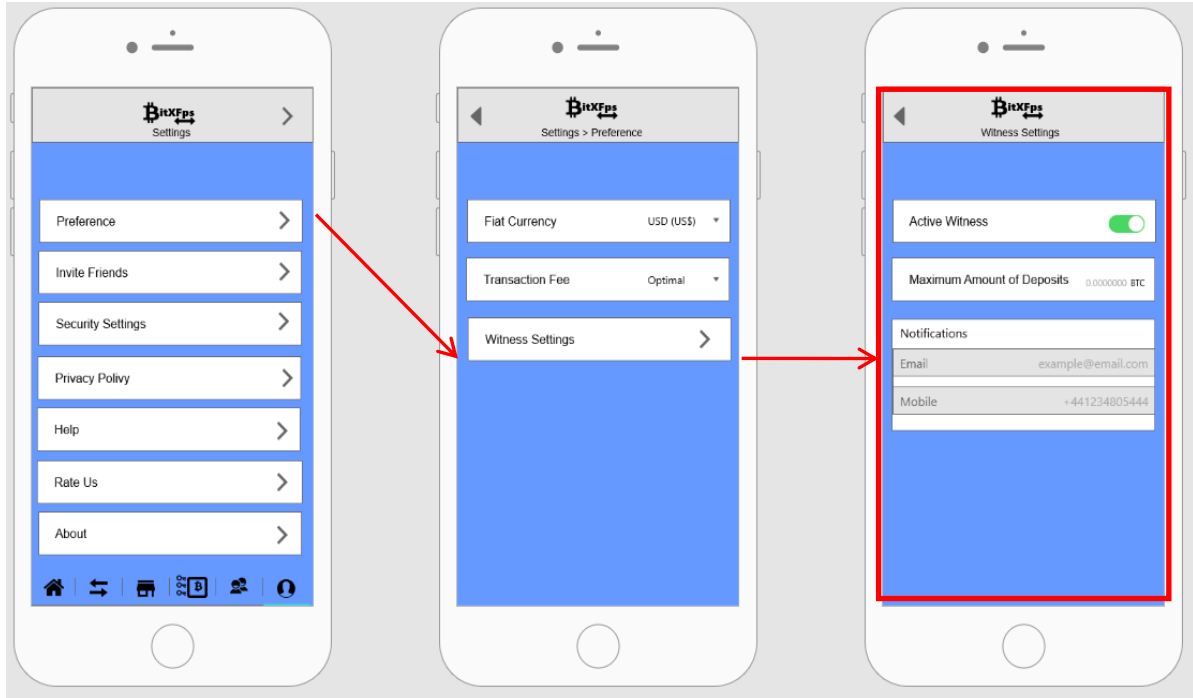 BitXFps
Settings
Preference
Invite Friends
Security Settings
Privacy Polivy
Help
Rate Us
About
BitXFps
Settings > Preference
Fiat Currency USD (US$)
Transaction Fee Optimal
Witness Settings
BitXFps
Witness Settings
Active Witness
Maximum Amount of Deposits 0.0000000 BTC
Notifications
Email example@email.com
Mobile +441234805444